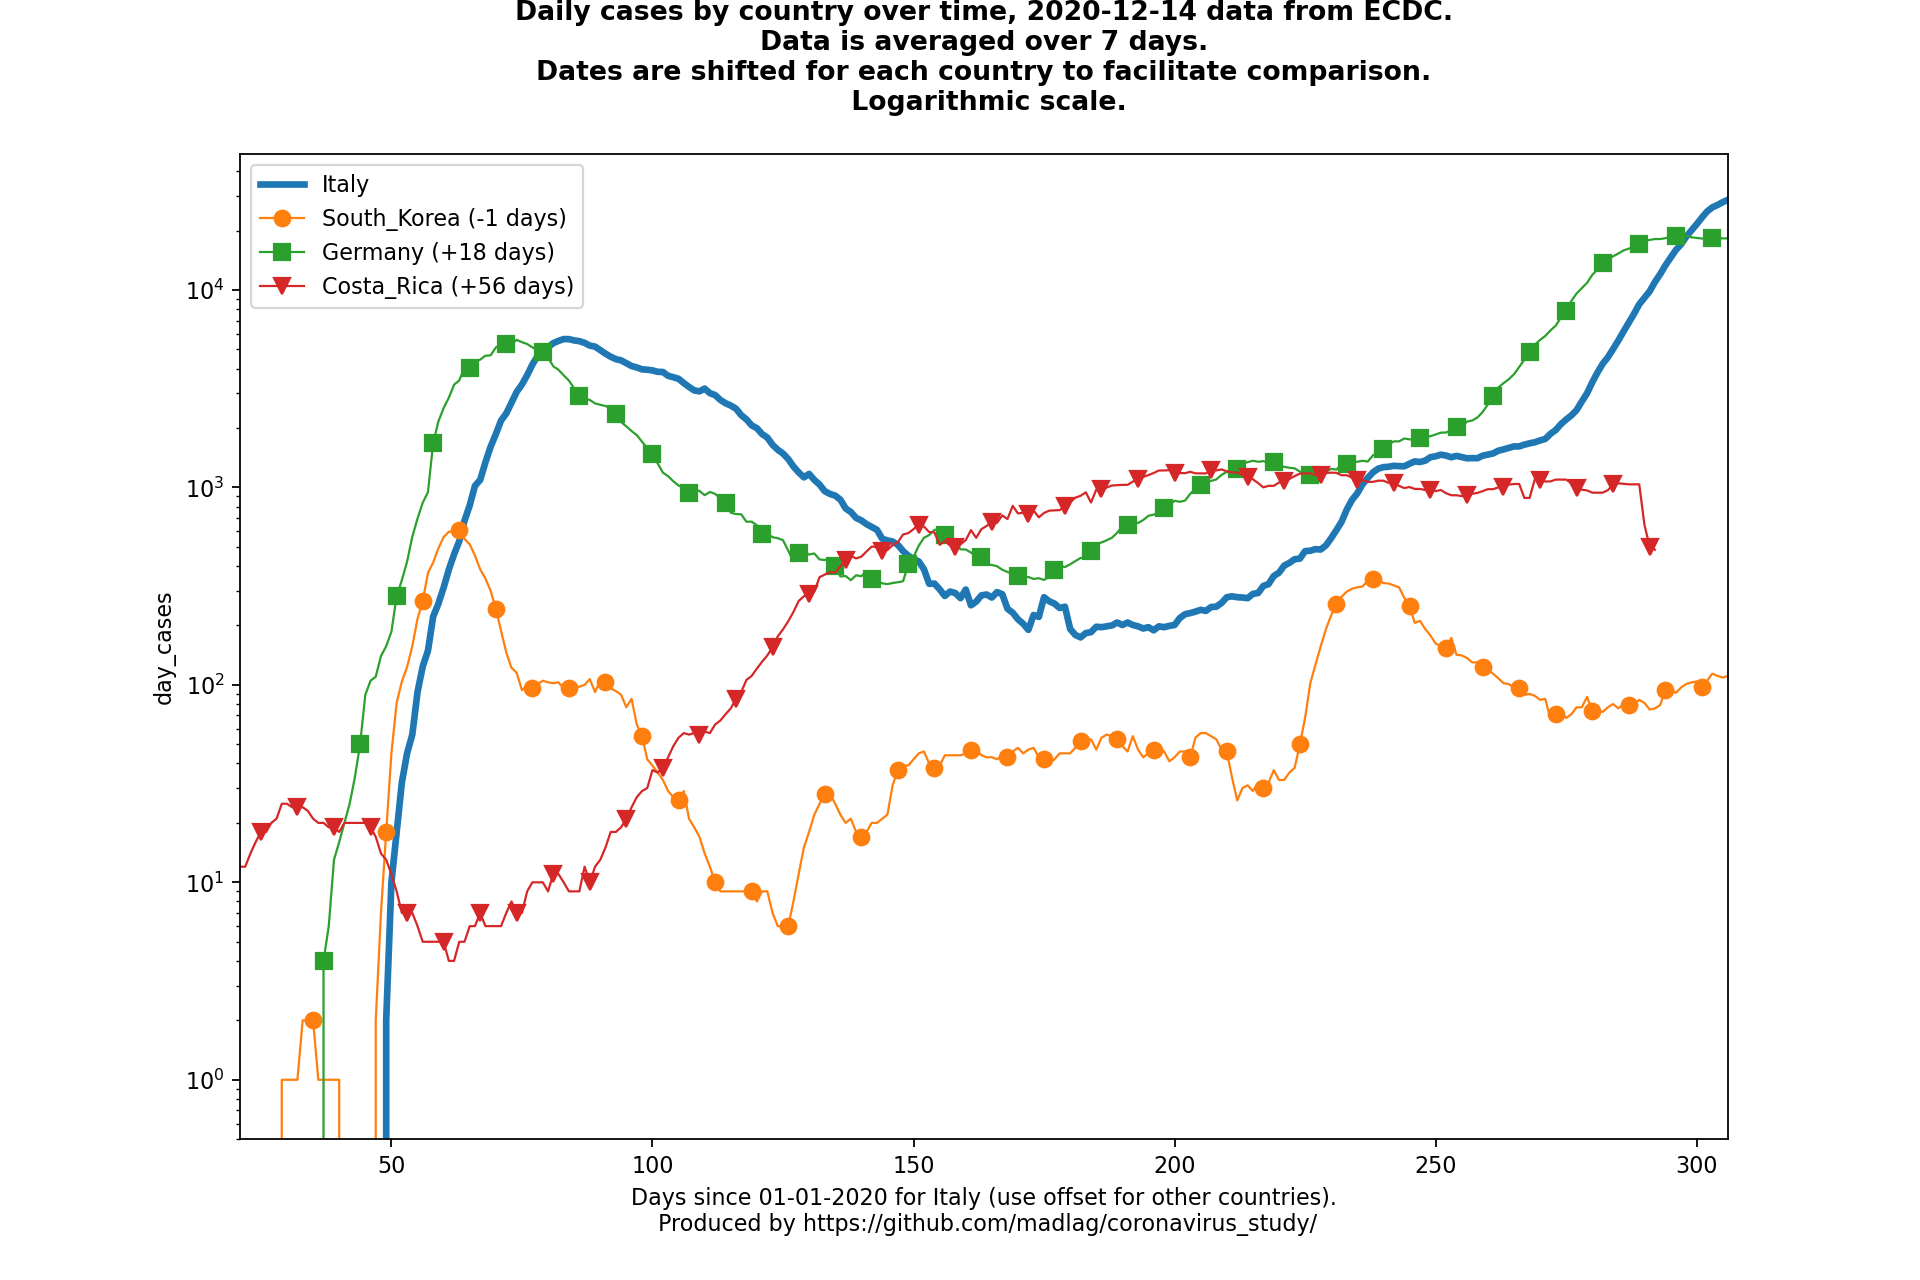 Daily cases by country over time, 2020-12-14 data from ECDC.
Data is averaged over 7 days.
Dates are shifted for each country to facilitate comparison.
Logarithmic scale.
Italy
South_Korea (-1 days)
Germany (+18 days)
Costa_Rica (+56 days)
day_cases
10⁴
10³
10²
10¹
10⁰
50 100 150 200 250 300
Days since 01-01-2020 for Italy (use offset for other countries).
Produced by https://github.com/madlag/coronavirus_study/